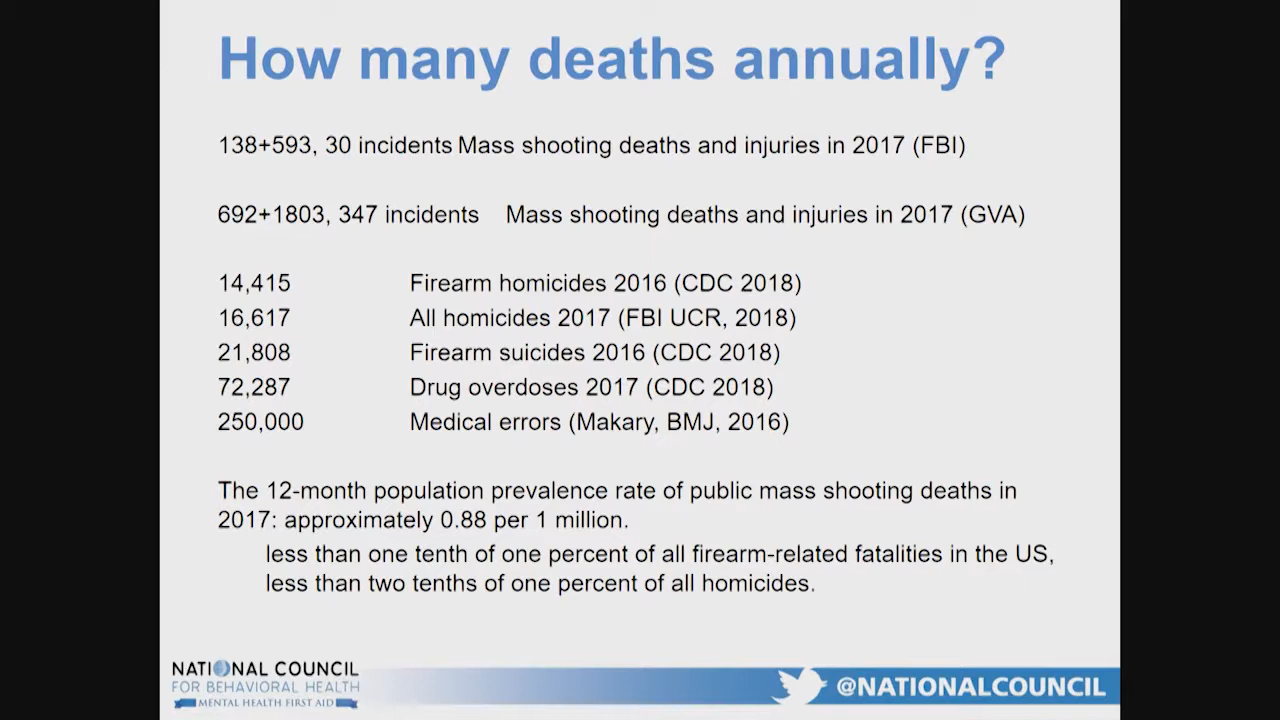 How many deaths annually?
138+593, 30 incidents Mass shooting deaths and injuries in 2017 (FBI)
692+1803, 347 incidents Mass shooting deaths and injuries in 2017 (GVA)
14,415 Firearm homicides 2016 (CDC 2018)
16,617 All homicides 2017 (FBI UCR, 2018)
21,808 Firearm suicides 2016 (CDC 2018)
72,287 Drug overdoses 2017 (CDC 2018)
250,000 Medical errors (Makary, BMJ, 2016)
The 12-month population prevalence rate of public mass shooting deaths in
2017: approximately 0.88 per 1 million.
less than one tenth of one percent of all firearm-related fatalities in the US,
less than two tenths of one percent of all homicides.
NATIONAL COUNCIL
FOR BEHAVIORAL HEALTH
MENTAL HEALTH FIRST AID
@NATIONALCOUNCIL